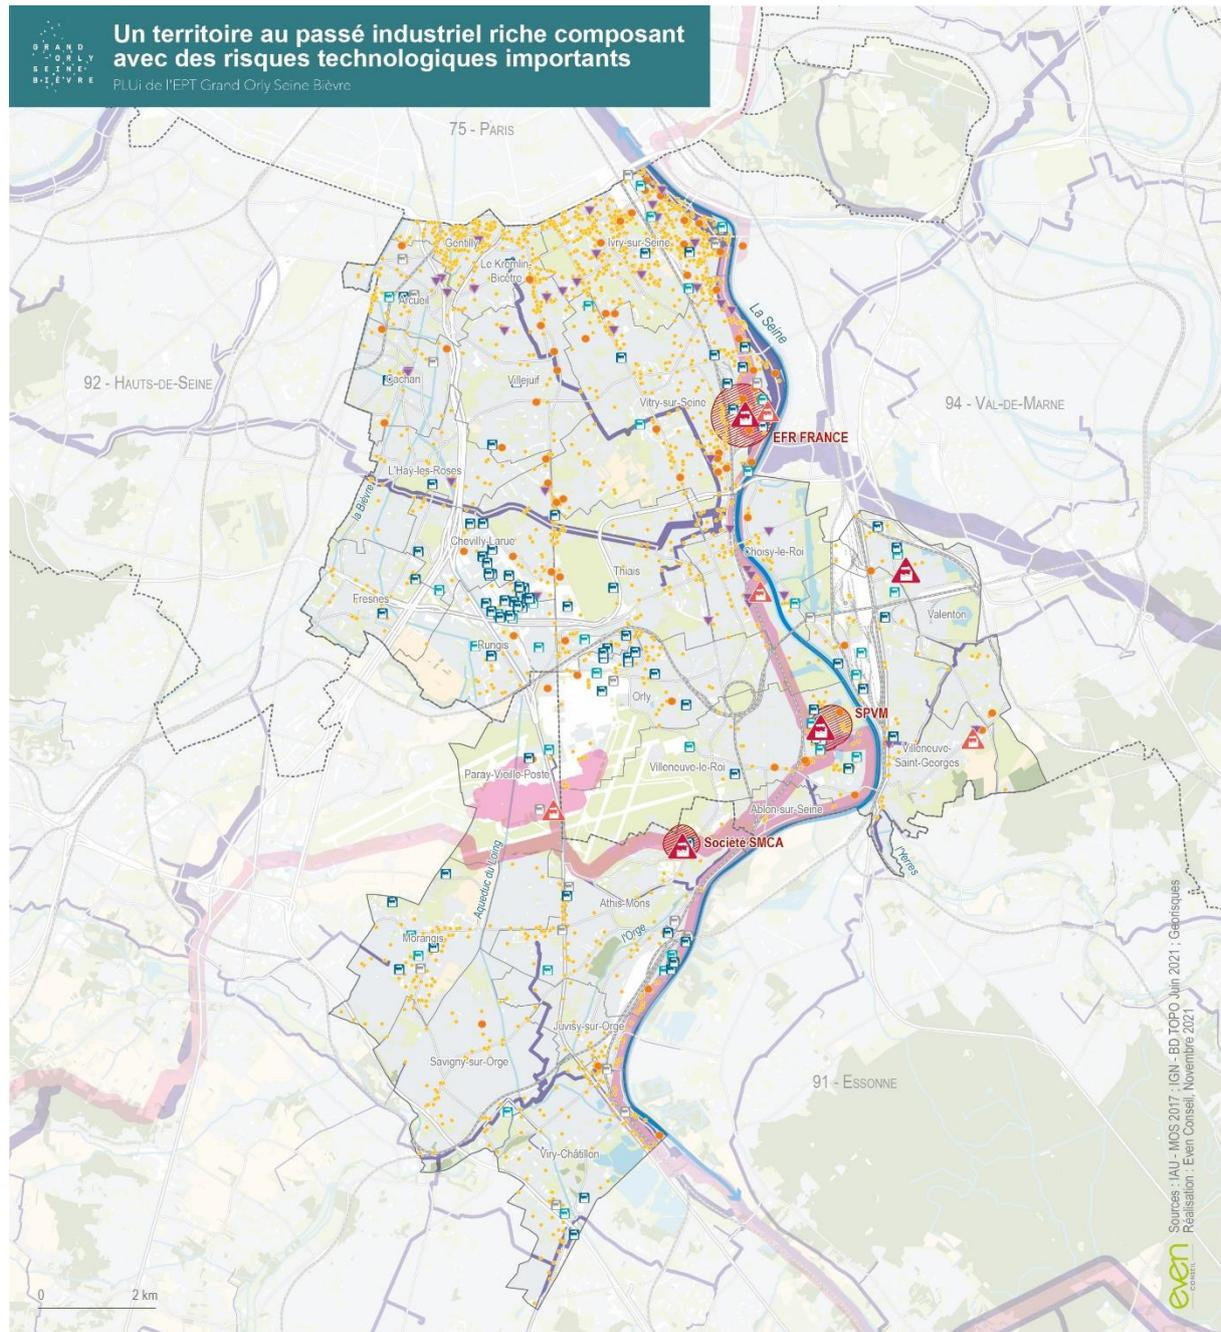 GRAND
ORLY
SEINE
BIÈVRE
Un territoire au passé industriel riche composant
avec des risques technologiques importants
PLUi de l'EPT Grand Orly Seine Bièvre
75 - PARIS
Gentilly
Ivry-sur-Seine
Le Kremlin-
Bicêtre
Arcueil
La Seine
92 - HAUTS-DE-SEINE
Cachan
Villejuif
Vitry-sur-Seine
94 - VAL-DE-MARNE
EFR FRANCE
L'Haÿ-les-Roses
la Bièvre
Chevilly-Larue
Choisy-le-Roi
Thiais
Fresnes
Valenton
Rungis
Orly
SPVM
Paray-Vieille-Poste
Villeneuve-le-Roi
Villeneuve-
Saint-Georges
Ablon-sur-Seine
Société SMCA
l'Yerres
Aqueduc du Loing
Athis-Mons
l'Orge
Morangis
Juvisy-sur-Orge
Savigny-sur-Orge
91 - ESSONNE
Viry-Châtillon
0 2 km
Sources : IAU - MOS 2017 ; IGN - BD TOPO Juin 2021 ; Géorisques
Réalisation : Even Conseil, Novembre 2021
even
CONSEIL